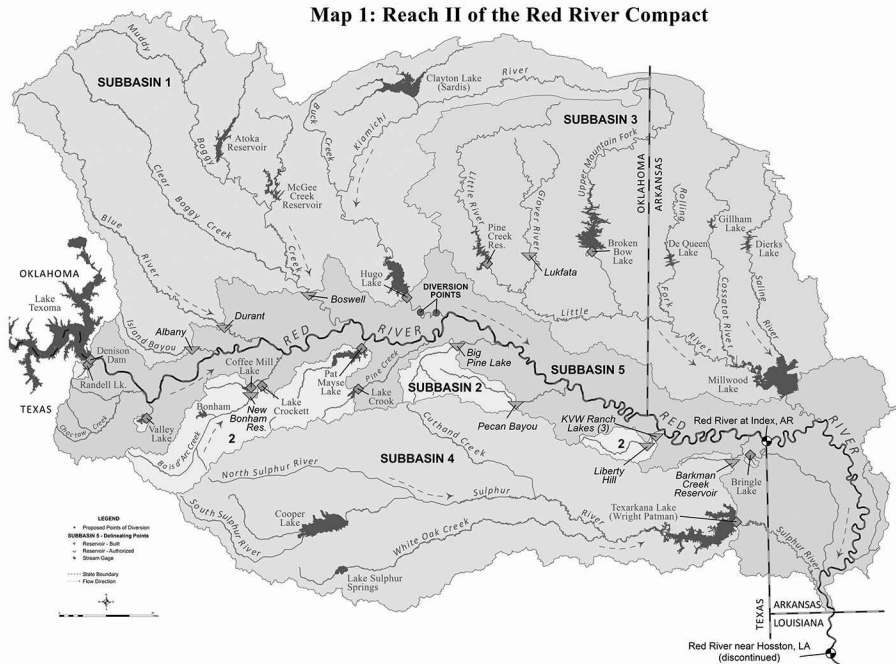 Map 1: Reach II of the Red River Compact
Muddy
Boggy
Creek
SUBBASIN 1
Clayton Lake
(Sardis)
River
Kiamichi
Buck
Creek
SUBBASIN 3
Atoka
Reservoir
Upper Mountain Fork
OKLAHOMA
ARKANSAS
Clear
Boggy
Creek
McGee
Creek
Reservoir
Little River
Glover River
Rolling
Fork
Gillham
Lake
Cossatot River
Saline
River
Dierks
Lake
Blue
River
Pine
Creek
Res.
Lukfata
Broken
Bow
Lake
De Queen
Lake
OKLAHOMA
Lake
Texoma
Hugo
Lake
DIVERSION
POINTS
Boswell
Durant
Albany
Island Bayou
RED
RIVER
Little
River
Denison
Dam
Randell Lk.
TEXAS
Coffee Mill
Lake
Pat
Mayse
Lake
Pine Creek
Big
Pine Lake
SUBBASIN 5
Millwood
Lake
Lake
Crockett
Lake
Crook
SUBBASIN 2
2
Bonham
New
Bonham
Res.
Choctaw Creek
Valley
Lake
2
Bois d'Arc Creek
Pecan Bayou
KVW Ranch
Lakes (3)
RED
RIVER
Red River at Index, AR
2
Cuthand Creek
SUBBASIN 4
Liberty
Hill
Barkman
Creek
Reservoir
Bringle
Lake
North Sulphur River
South Sulphur River
Sulphur
River
Cooper
Lake
White Oak Creek
Texarkana Lake
(Wright Patman)
Sulphur River
Lake Sulphur
Springs
LEGEND
Proposed Points of Diversion
SUBBASIN 5 - Delineating Points
Reservoir - Built
Reservoir - Authorized
Stream Gage
State Boundary
Flow Direction
TEXAS
ARKANSAS
LOUISIANA
Red River near Hosston, LA
(discontinued)